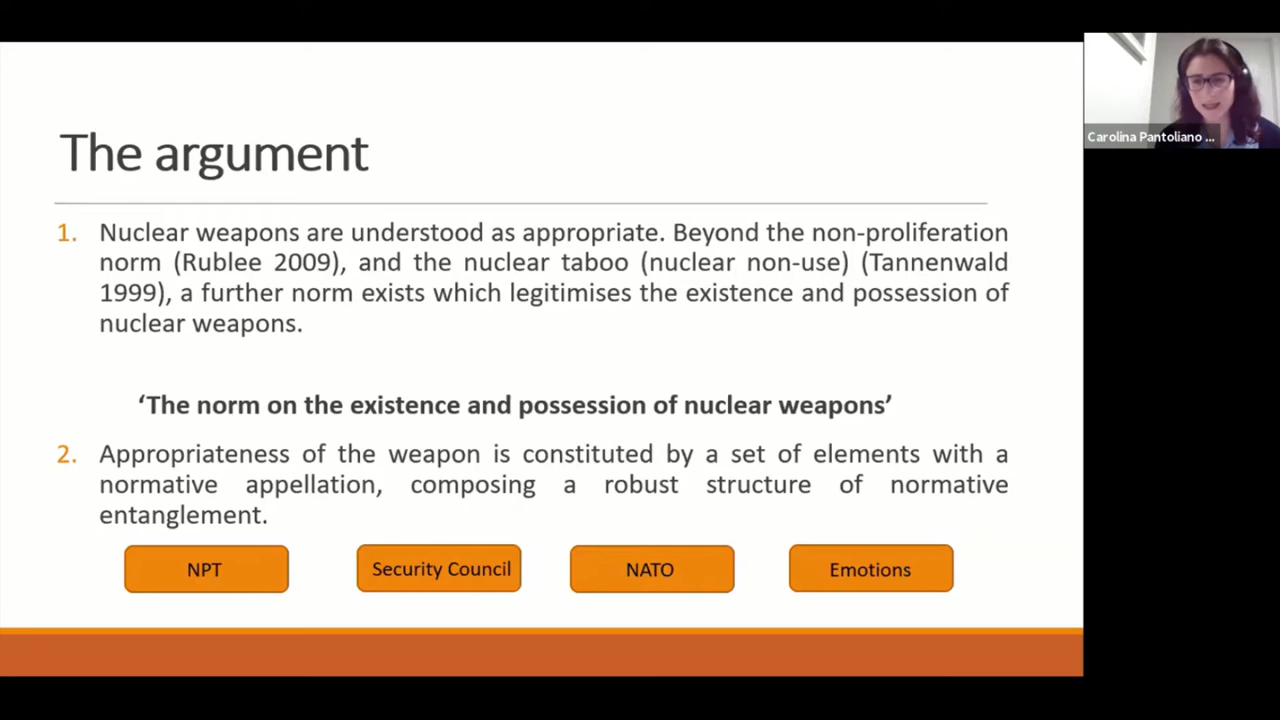 The argument
1. Nuclear weapons are understood as appropriate. Beyond the non-proliferation
norm (Rublee 2009), and the nuclear taboo (nuclear non-use) (Tannenwald
1999), a further norm exists which legitimises the existence and possession of
nuclear weapons.
‘The norm on the existence and possession of nuclear weapons’
2. Appropriateness of the weapon is constituted by a set of elements with a
normative appellation, composing a robust structure of normative
entanglement.
NPT
Security Council
NATO
Emotions
Carolina Pantoliano ...